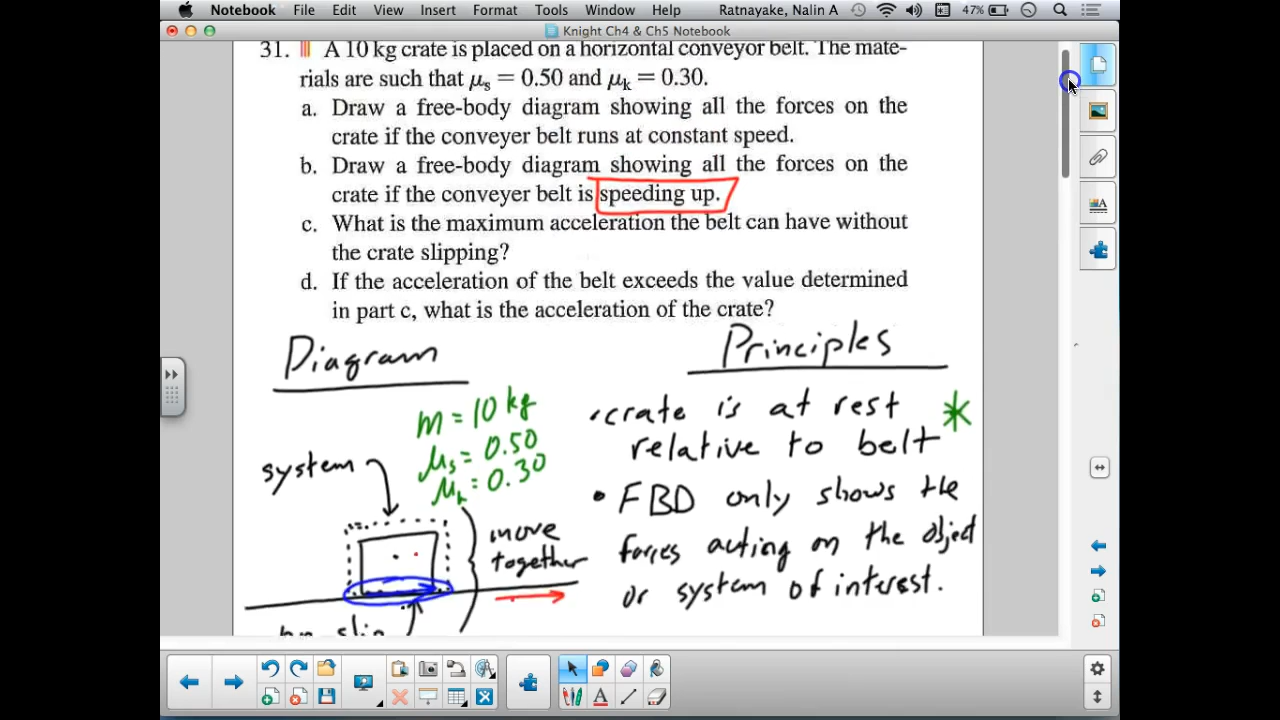 Notebook File Edit View Insert Format Tools Window Help Ratnayake, Nalin A 47%
Knight Ch4 & Ch5 Notebook
31. A 10 kg crate is placed on a horizontal conveyor belt. The mate-
rials are such that μs = 0.50 and μk = 0.30.
a. Draw a free-body diagram showing all the forces on the
crate if the conveyer belt runs at constant speed.
b. Draw a free-body diagram showing all the forces on the
crate if the conveyer belt is speeding up.
c. What is the maximum acceleration the belt can have without
the crate slipping?
d. If the acceleration of the belt exceeds the value determined
in part c, what is the acceleration of the crate?
Diagram
m = 10 kg
μs = 0.50
μk = 0.30
system
move
together
no slip
Principles
• crate is at rest *
relative to belt
• FBD only shows the
forces acting on the object
or system of interest.